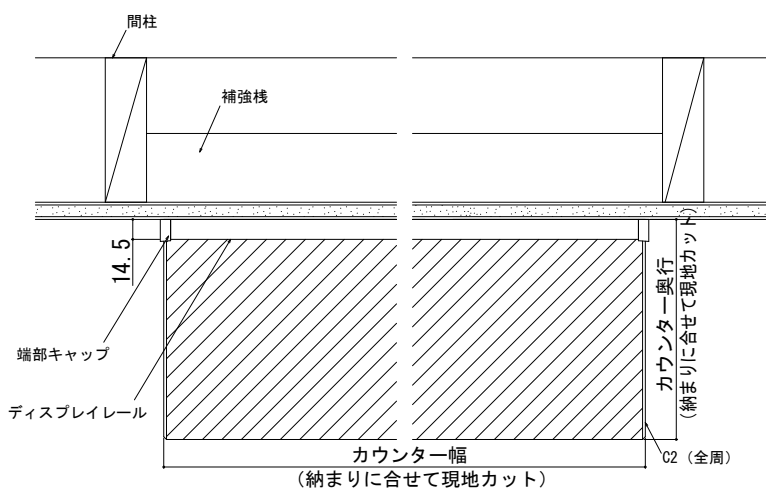 間柱
補強桟
14.5
端部キャップ
ディスプレイレール
カウンター奥行
(納まりに合せて現地カット)
C2（全周）
カウンター幅
(納まりに合せて現地カット)